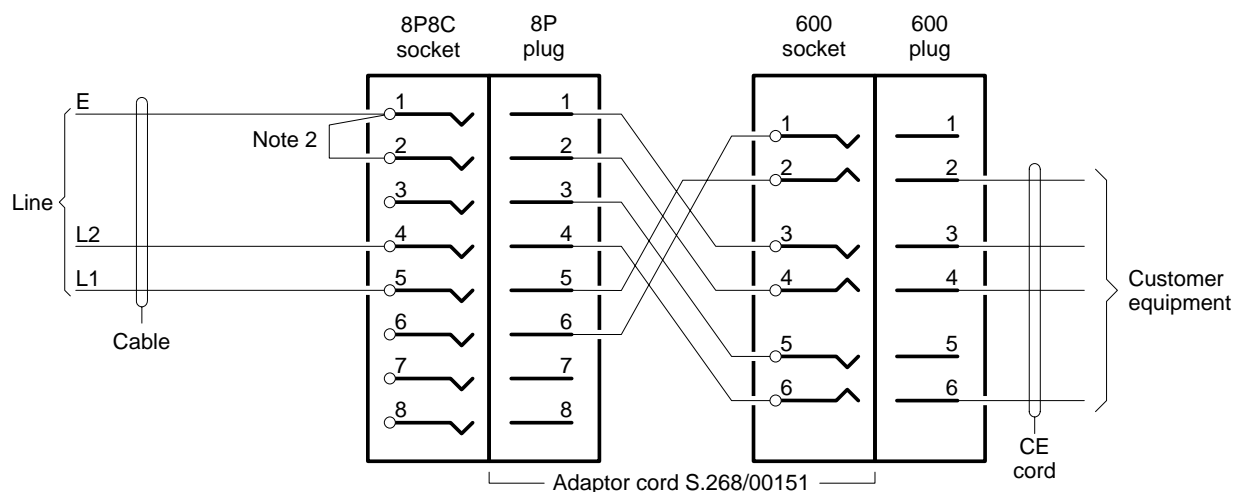 8P8C
socket
8P
plug
600
socket
600
plug
E
Note 2
Line
L2
L1
Cable
1
2
3
4
5
6
7
8
1
2
3
4
5
6
7
8
1
2
3
4
5
6
1
2
3
4
5
6
Customer
equipment
CE
cord
Adaptor cord S.268/00151